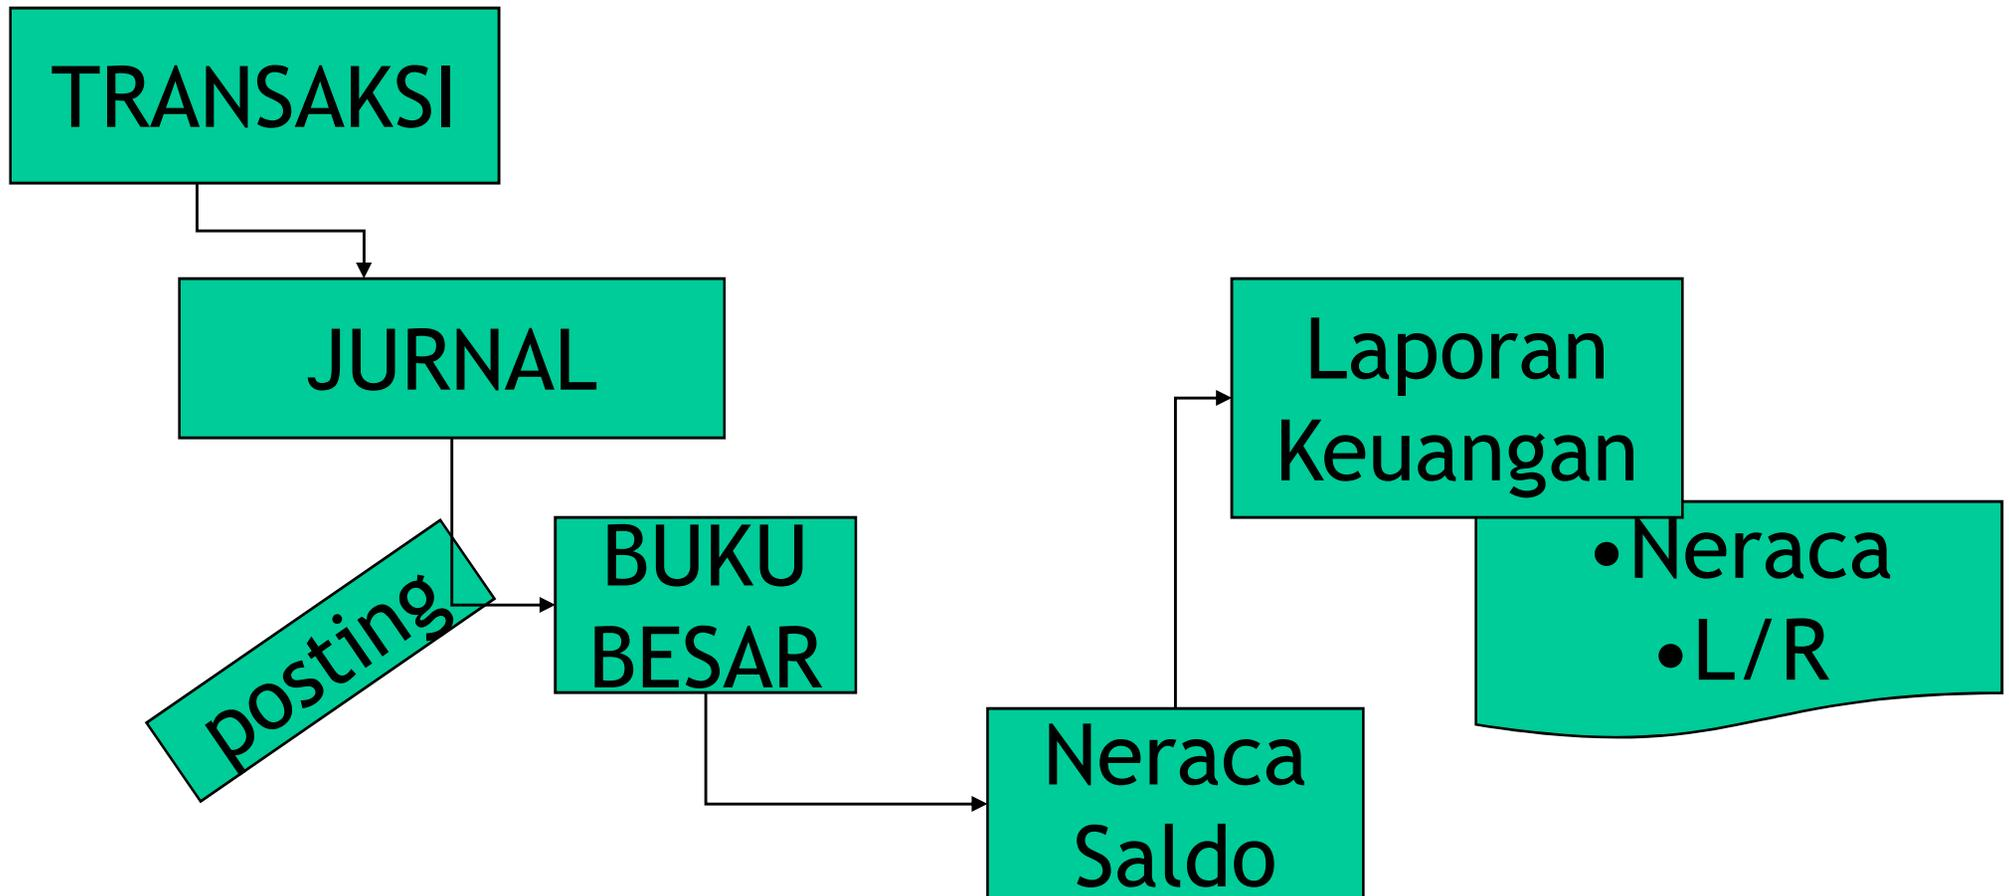 TRANSAKSI
JURNAL
posting
BUKU
BESAR
Neraca
Saldo
Laporan
Keuangan
•Neraca
•L/R